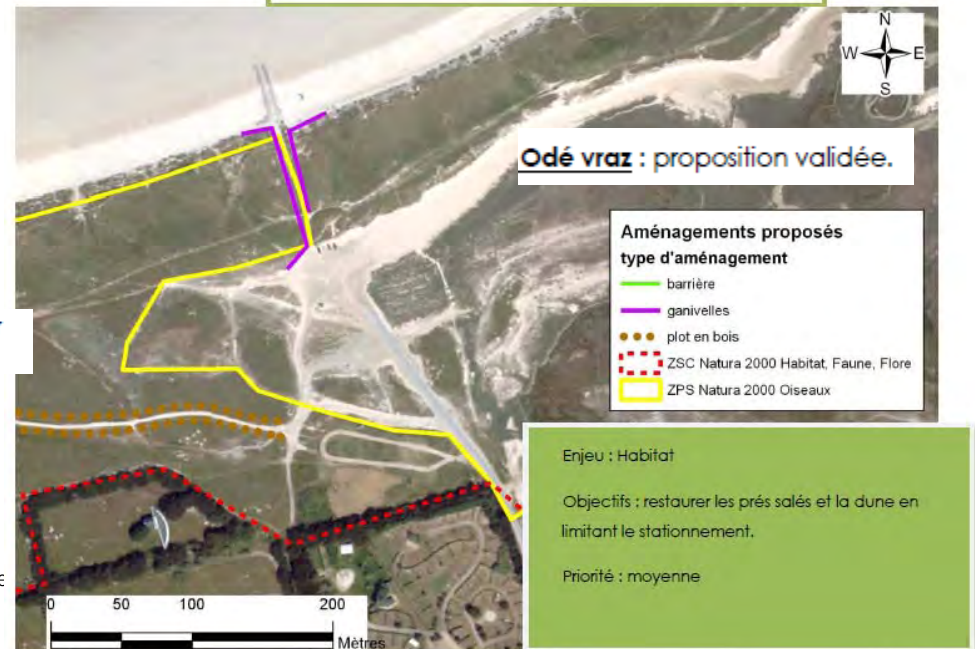 N
W E
S
Odé vraz : proposition validée.
Aménagements proposés
type d'aménagement
barrière
ganivelles
plot en bois
ZSC Natura 2000 Habitat, Faune, Flore
ZPS Natura 2000 Oiseaux
Enjeu : Habitat
Objectifs : restaurer les prés salés et la dune en
limitant le stationnement.
Priorité : moyenne
0 50 100 200
Mètres